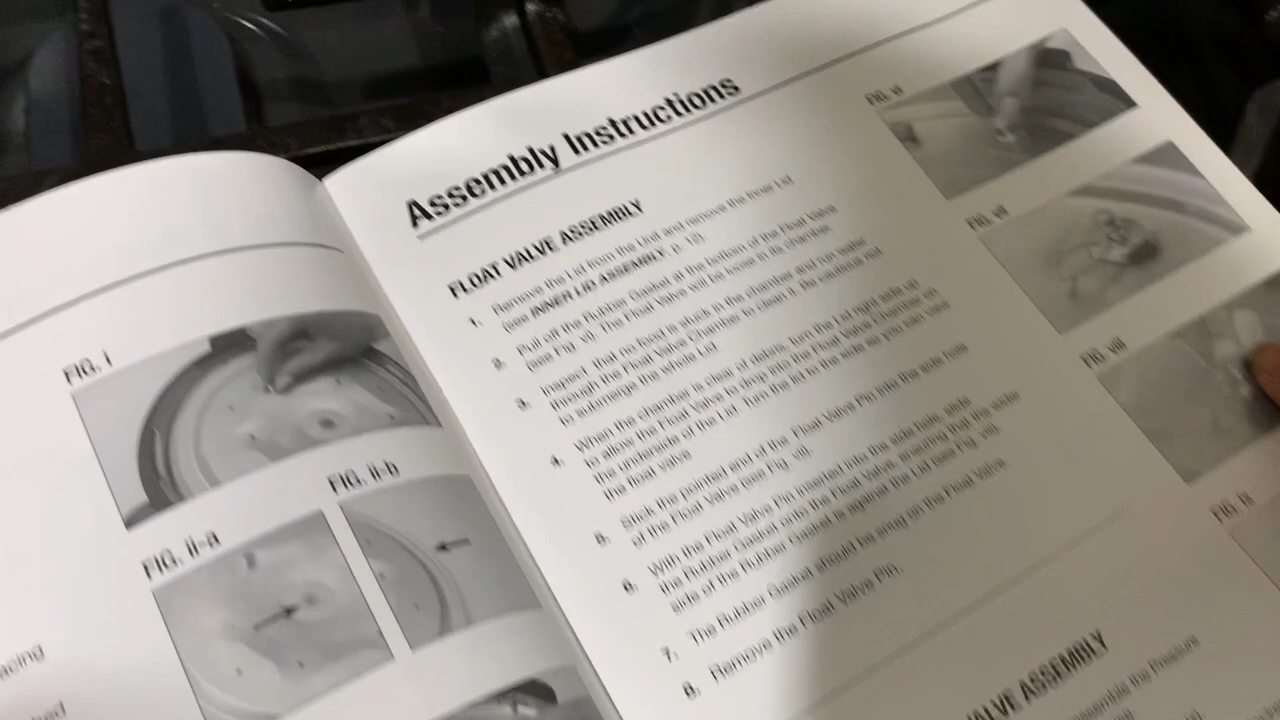 acing
FIG. i
FIG. ii-a
FIG. ii-b
Assembly Instructions
FLOAT VALVE ASSEMBLY
1. Remove the Lid from the Unit and remove the Inner Lid
(see INNER LID ASSEMBLY, p. 10).
2. Pull off the Rubber Gasket at the bottom of the Float Valve
(see Fig. vi). The Float Valve will be loose in its chamber.
3. Inspect that no food is stuck in the chamber and run water
through the Float Valve Chamber to clean it. Be careful not
to submerge the whole Lid.
4. When the chamber is clear of debris, turn the Lid right side up
to allow the Float Valve to drop into the Float Valve Chamber on
the underside of the Lid. Turn the lid to the side so you can view
the float valve.
5. Stick the pointed end of the Float Valve Pin into the side hole
of the Float Valve (see Fig. vii).
6. With the Float Valve Pin inserted into the side hole, slide
the Rubber Gasket onto the Float Valve, ensuring that the wider
side of the Rubber Gasket is against the Lid (see Fig. viii).
7. The Rubber Gasket should be snug on the Float Valve.
8. Remove the Float Valve Pin.
VALVE ASSEMBLY
assemble the Pressure
FIG. vi
FIG. vii
FIG. viii
FIG. ix